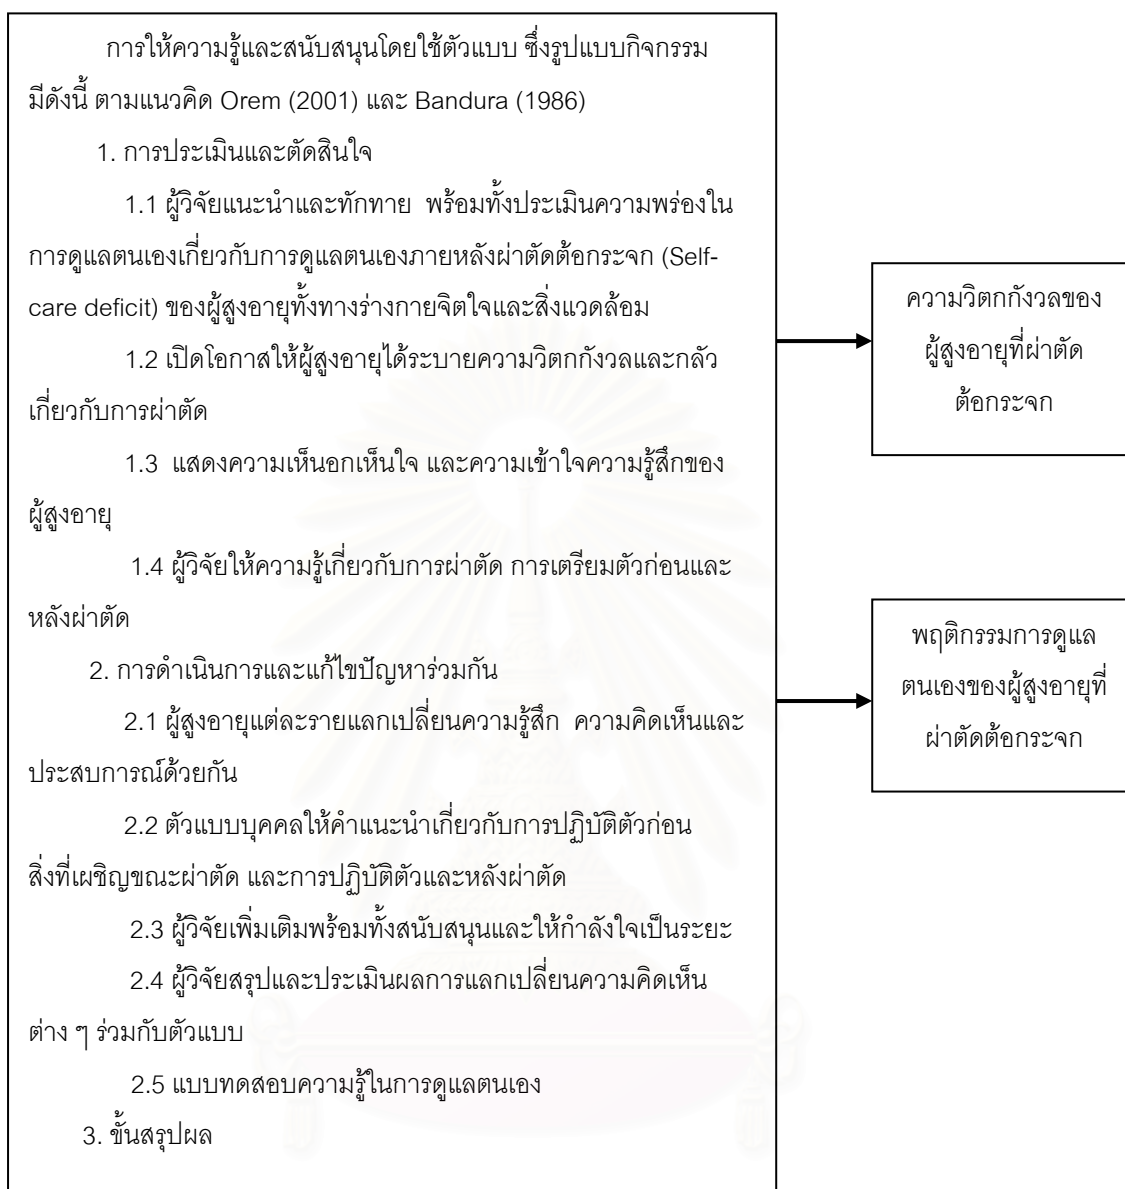 การให้ความรู้และสนับสนุนโดยใช้ตัวแบบ ซึ่งรูปแบบกิจกรรม
มีดังนี้ ตามแนวคิด Orem (2001) และ Bandura (1986)
1. การประเมินและตัดสินใจ
1.1 ผู้วิจัยแนะนำและทักทาย พร้อมทั้งประเมินความพร่องใน
การดูแลตนเองเกี่ยวกับการดูแลตนเองภายหลังผ่าตัดต้อกระจก (Self-
care deficit) ของผู้สูงอายุทั้งทางร่างกายจิตใจและสิ่งแวดล้อม
1.2 เปิดโอกาสให้ผู้สูงอายุได้ระบายความวิตกกังวลและกลัว
เกี่ยวกับการผ่าตัด
1.3 แสดงความเห็นอกเห็นใจ และความเข้าใจความรู้สึกของ
ผู้สูงอายุ
1.4 ผู้วิจัยให้ความรู้เกี่ยวกับการผ่าตัด การเตรียมตัวก่อนและ
หลังผ่าตัด
2. การดำเนินการและแก้ไขปัญหาร่วมกัน
2.1 ผู้สูงอายุแต่ละรายแลกเปลี่ยนความรู้สึก ความคิดเห็นและ
ประสบการณ์ด้วยกัน
2.2 ตัวแบบบุคคลให้คำแนะนำเกี่ยวกับการปฏิบัติตัวก่อน
สิ่งที่เผชิญขณะผ่าตัด และการปฏิบัติตัวและหลังผ่าตัด
2.3 ผู้วิจัยเพิ่มเติมพร้อมทั้งสนับสนุนและให้กำลังใจเป็นระยะ
2.4 ผู้วิจัยสรุปและประเมินผลการแลกเปลี่ยนความคิดเห็น
ต่าง ๆ ร่วมกับตัวแบบ
2.5 แบบทดสอบความรู้ในการดูแลตนเอง
3. ขั้นสรุปผล
ความวิตกกังวลของ
ผู้สูงอายุที่ผ่าตัด
ต้อกระจก
พฤติกรรมการดูแล
ตนเองของผู้สูงอายุที่
ผ่าตัดต้อกระจก